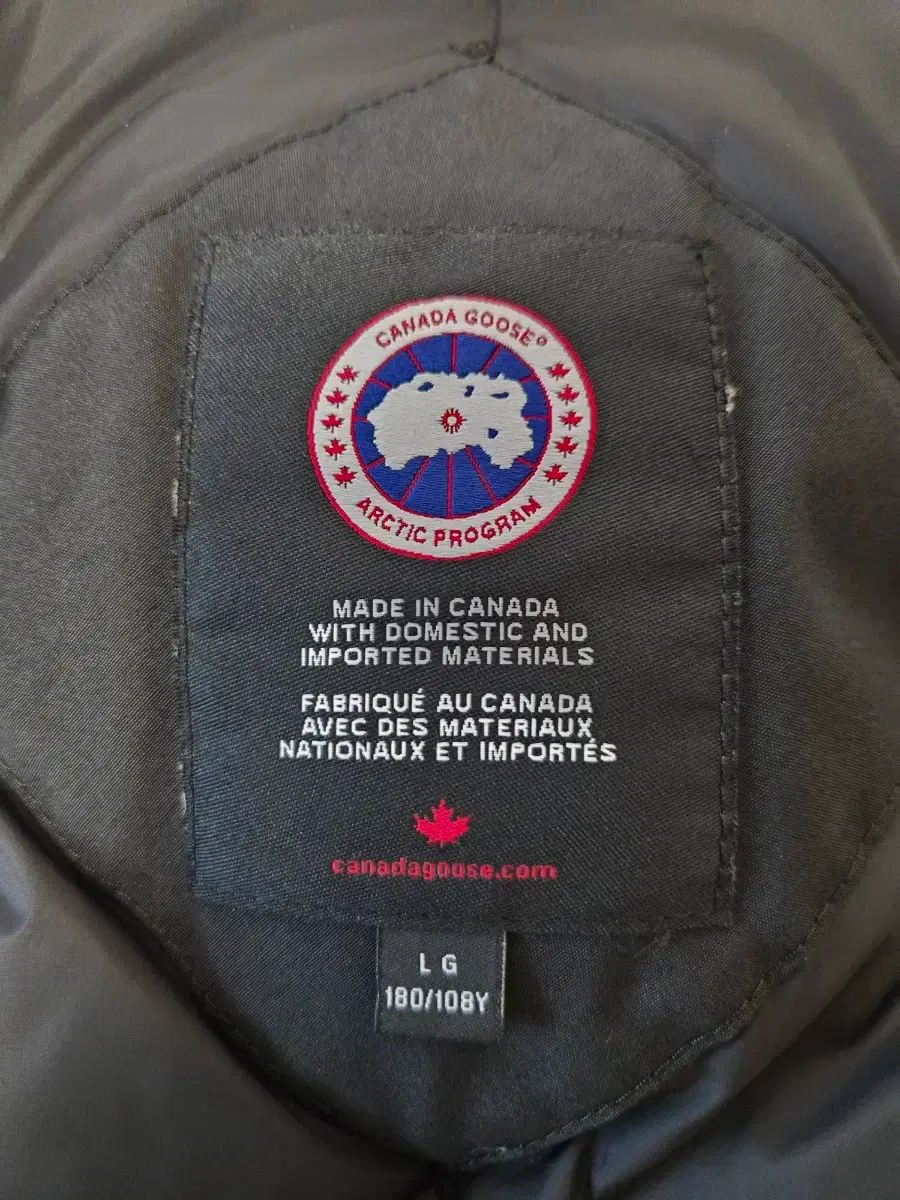 CANADA GOOSE®
ARCTIC PROGRAM
MADE IN CANADA
WITH DOMESTIC AND
IMPORTED MATERIALS
FABRIQUÉ AU CANADA
AVEC DES MATERIAUX
NATIONAUX ET IMPORTÉS
canadagoose.com
LG
180/108Y